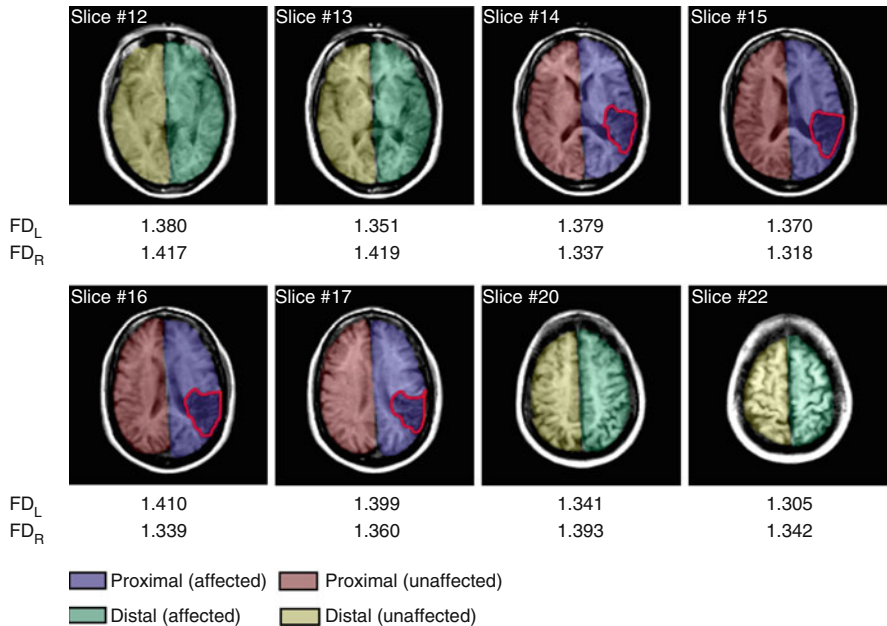 Slice #12 Slice #13 Slice #14 Slice #15
FDL 1.380 1.351 1.379 1.370
FDR 1.417 1.419 1.337 1.318
Slice #16 Slice #17 Slice #20 Slice #22
FDL 1.410 1.399 1.341 1.305
FDR 1.339 1.360 1.393 1.342
Proximal (affected) Proximal (unaffected)
Distal (affected) Distal (unaffected)